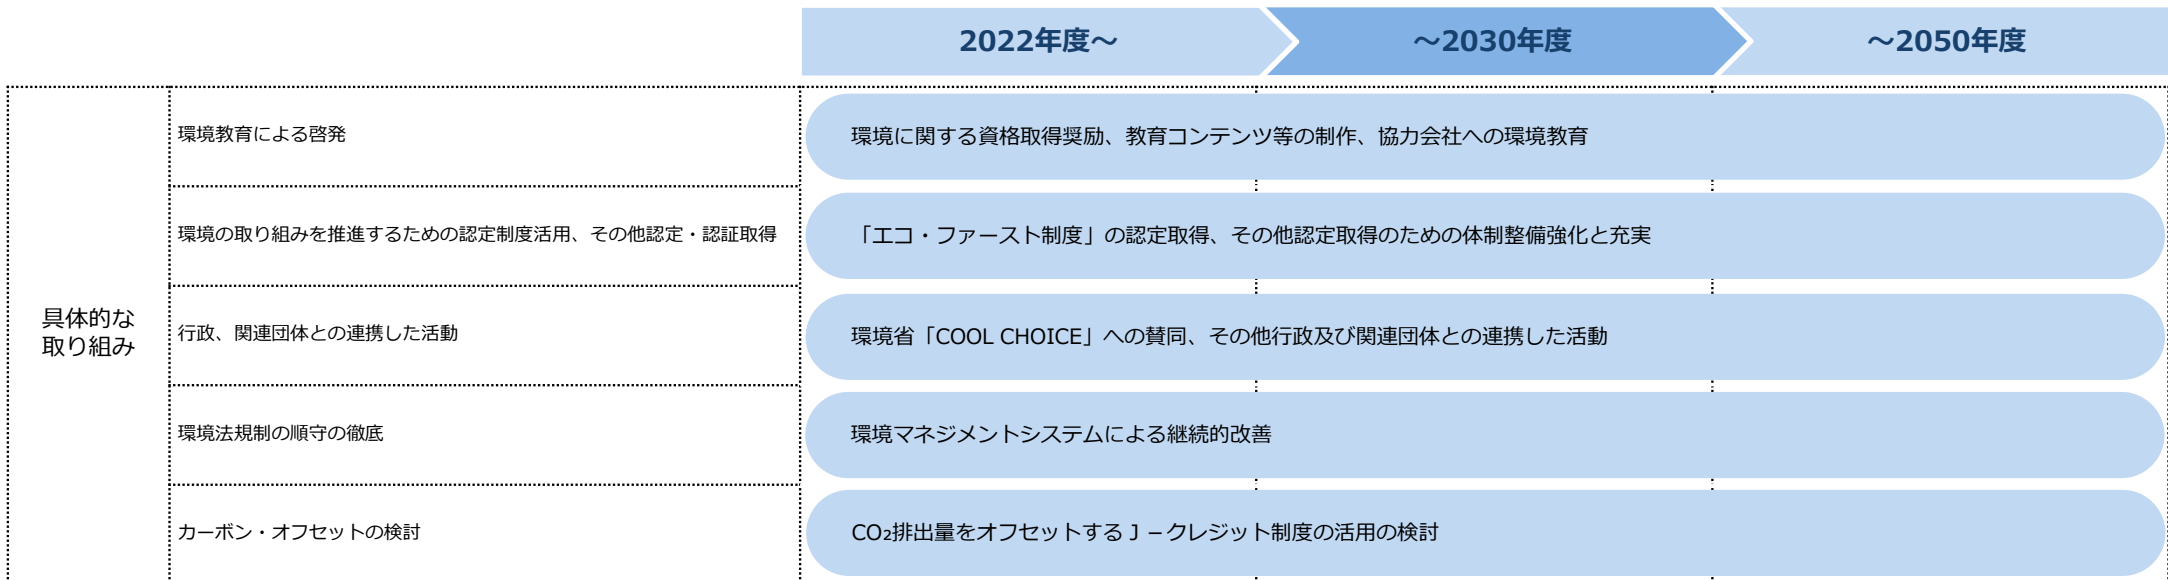 2022年度～
～2030年度
～2050年度
具体的な
取り組み
環境教育による啓発
環境に関する資格取得奨励、教育コンテンツ等の制作、協力会社への環境教育
環境の取り組みを推進するための認定制度活用、その他認定・認証取得
「エコ・ファースト制度」の認定取得、その他認定取得のための体制整備強化と充実
行政、関連団体との連携した活動
環境省「COOL CHOICE」への賛同、その他行政及び関連団体との連携した活動
環境法規制の順守の徹底
環境マネジメントシステムによる継続的改善
カーボン・オフセットの検討
CO₂排出量をオフセットするＪ－クレジット制度の活用の検討